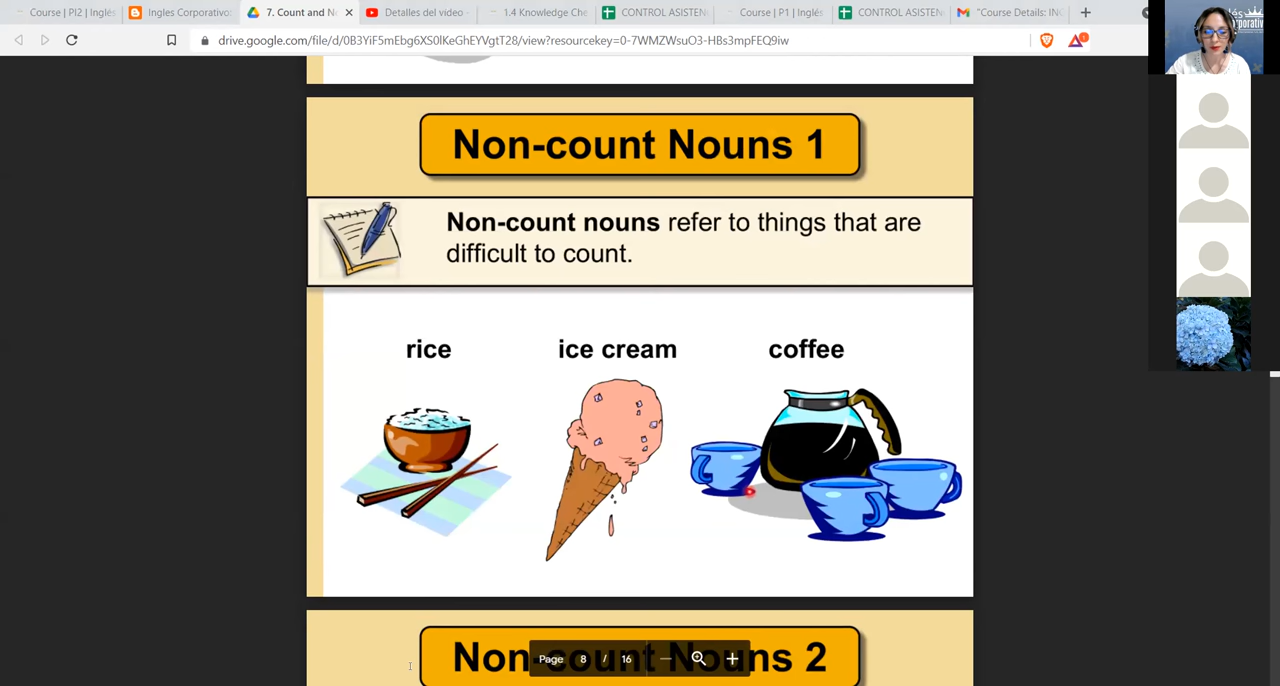 Course | PI2 | Inglés
Ingles Corporativo:
7. Count and N
Detalles del video -
1.4 Knowledge Che
CONTROL ASISTEN
Course | P1 | Inglés
CONTROL ASISTEN
"Course Details: IN
drive.google.com/file/d/0B3YiF5mEbg6XS0lKeGhEYVgtT28/view?resourcekey=0-7WMZWsuO3-HBs3mpFEQ9iw
Non-count Nouns 1
Non-count nouns refer to things that are
difficult to count.
rice ice cream coffee
Non-count Nouns 2
Page 8 / 16